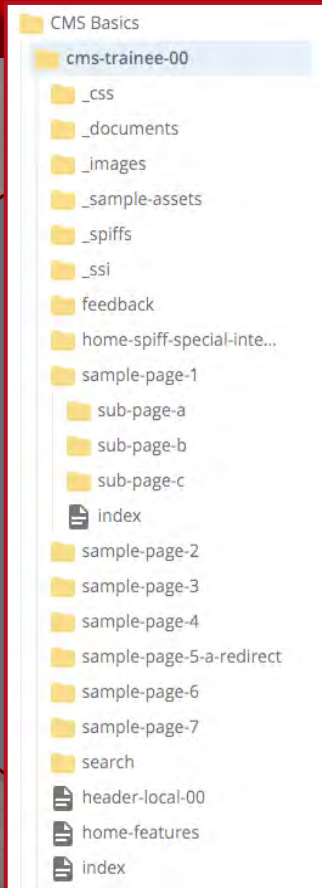 CMS Basics
cms-trainee-00
_css
_documents
_images
_sample-assets
_spiffs
_ssi
feedback
home-spiff-special-inte...
sample-page-1
sub-page-a
sub-page-b
sub-page-c
index
sample-page-2
sample-page-3
sample-page-4
sample-page-5-a-redirect
sample-page-6
sample-page-7
search
header-local-00
home-features
index